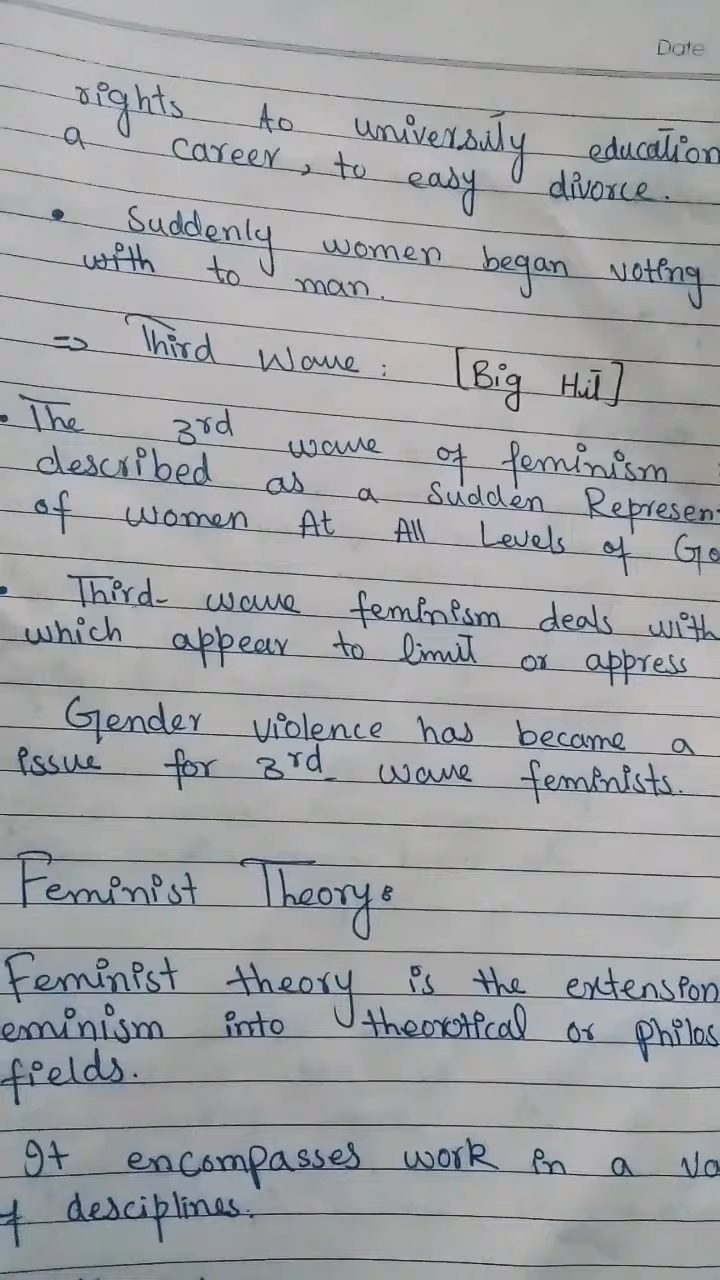 Date
rights to university education
a career, to easy divorce.
• Suddenly women began voting
with to man.
⇒ Third Wave : [Big Hit]
• The 3rd wave of feminism
described as a Sudden Represen
of women At All Levels of Go
• Third- wave feminism deals with
which appear to limit or appress
Gender violence has became a
issue for 3rd wave feminists.
Feminist Theory:
Feminist theory is the extension
eminism into theorotical or philos
fields.
It encompasses work in a va
f desciplines.